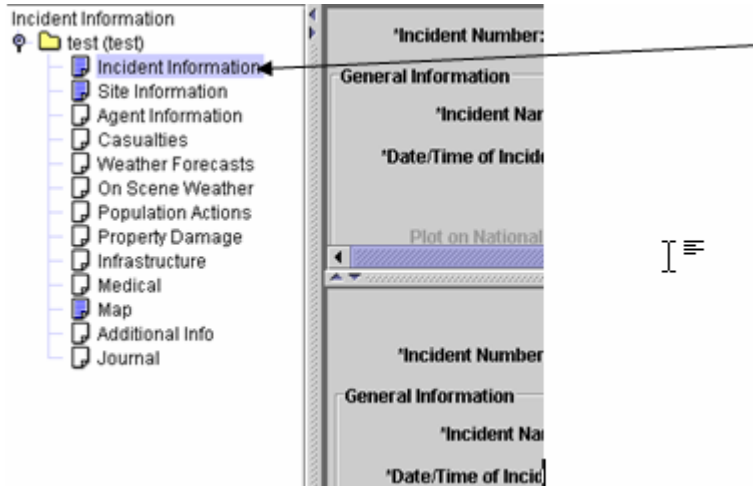 Incident Information
test (test)
Incident Information
Site Information
Agent Information
Casualties
Weather Forecasts
On Scene Weather
Population Actions
Property Damage
Infrastructure
Medical
Map
Additional Info
Journal
*Incident Number:
General Information
*Incident Nar
*Date/Time of Incide
Plot on National
*Incident Number
General Information
*Incident Nar
*Date/Time of Incid